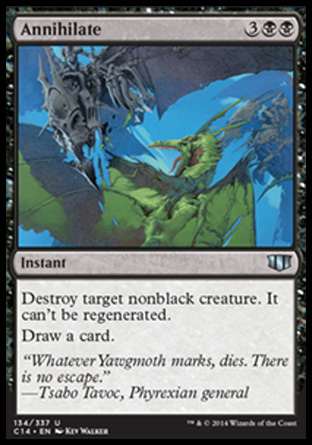 Annihilate 3
Instant
Destroy target nonblack creature. It
can't be regenerated.
Draw a card.
“Whatever Yawgmoth marks, dies. There
is no escape.”
—Tsabo Tavoc, Phyrexian general
134/337 U
C14 • EN Kev Walker
™ & © 2014 Wizards of the Coast